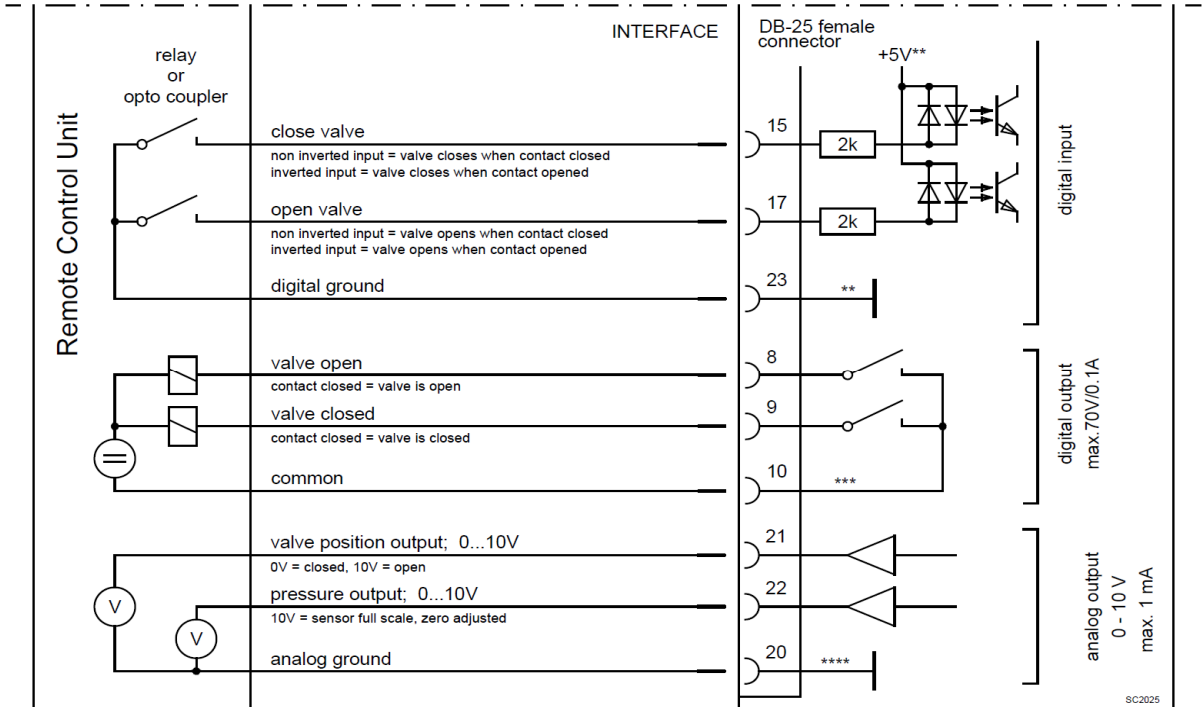 INTERFACE
DB-25 female
connector
+5V**
relay
or
opto coupler
Remote Control Unit
close valve
non inverted input = valve closes when contact closed
inverted input = valve closes when contact opened
15
2k
open valve
non inverted input = valve opens when contact closed
inverted input = valve opens when contact opened
17
2k
digital ground
23
**
digital input
valve open
contact closed = valve is open
8
valve closed
contact closed = valve is closed
9
common
10
***
digital output
max.70V/0.1A
valve position output; 0...10V
0V = closed, 10V = open
21
V
pressure output; 0...10V
10V = sensor full scale, zero adjusted
22
V
analog ground
20
****
analog output
0 - 10 V
max. 1 mA
SC2025